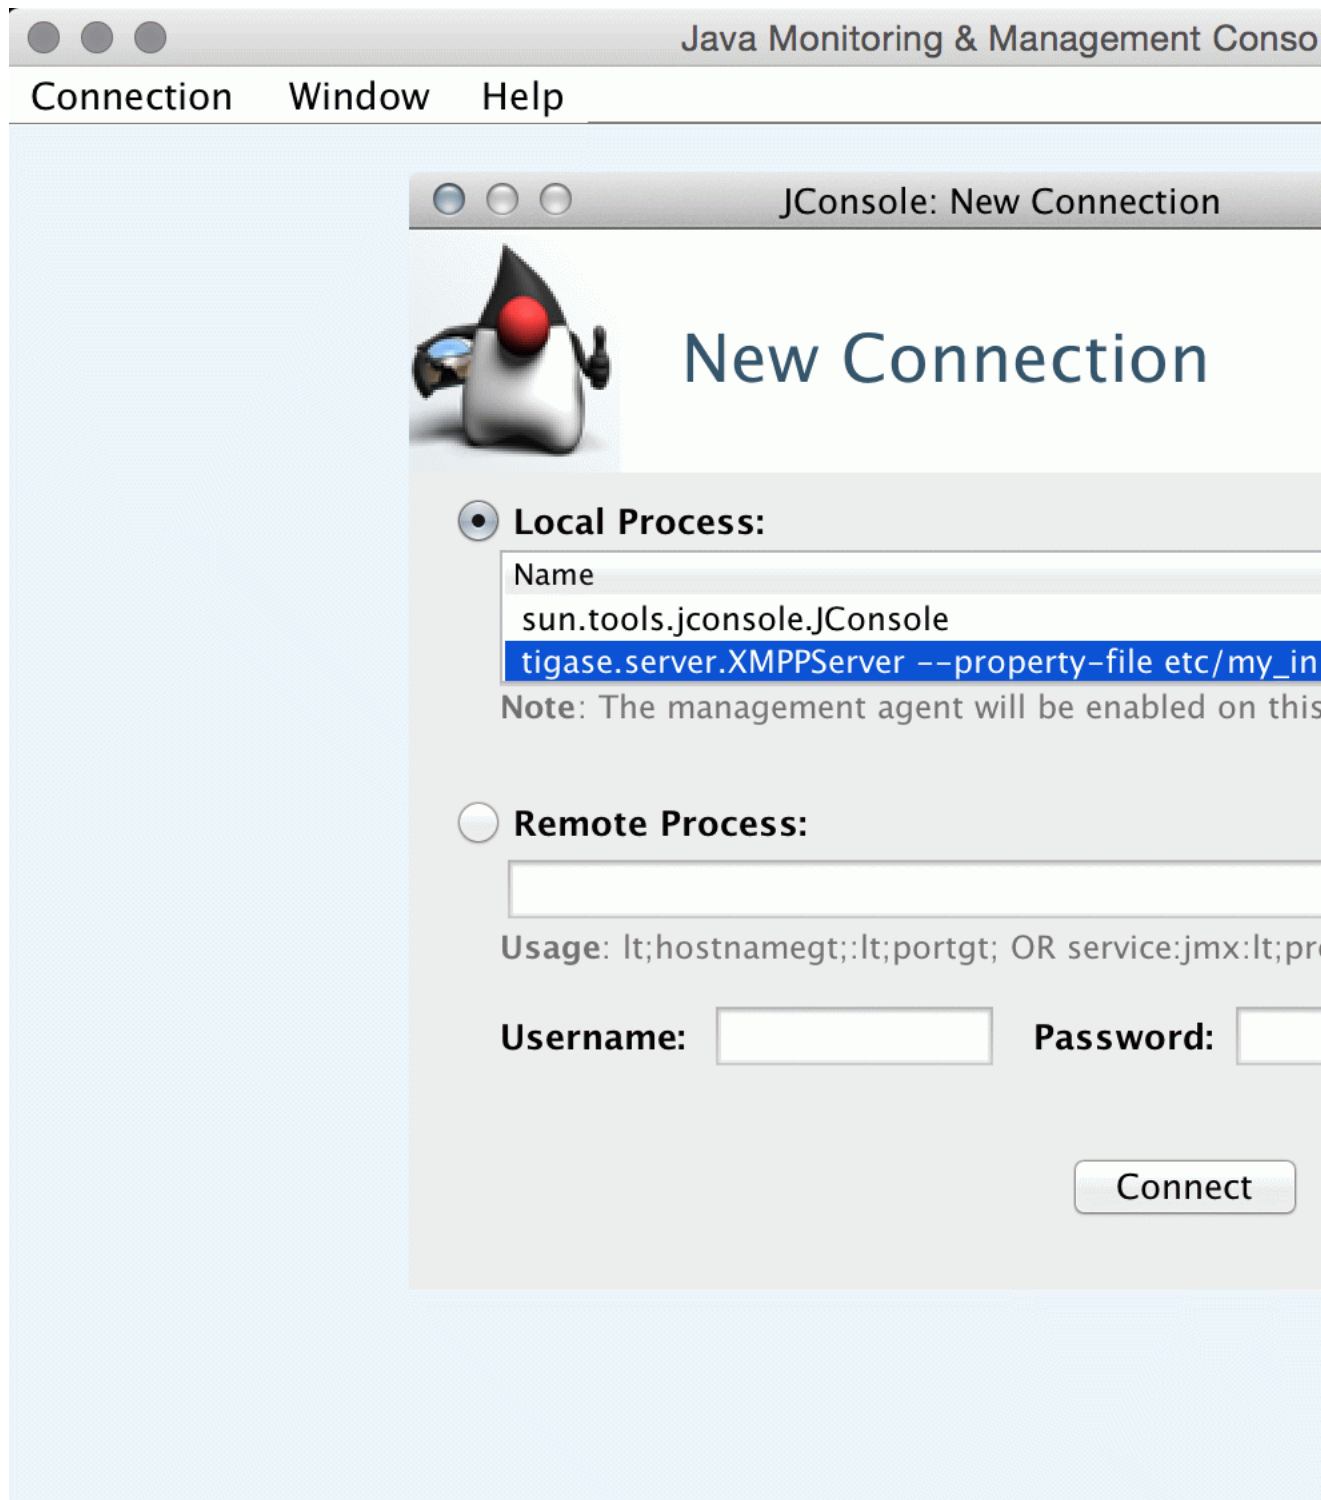 Java Monitoring & Management Conso
Connection Window Help
JConsole: New Connection
New Connection
Local Process:
Name
sun.tools.jconsole.JConsole
tigase.server.XMPPServer --property-file etc/my_in
Note: The management agent will be enabled on this
Remote Process:
Usage: lt;hostnamegt;:lt;portgt; OR service:jmx:lt;pro
Username: Password:
Connect